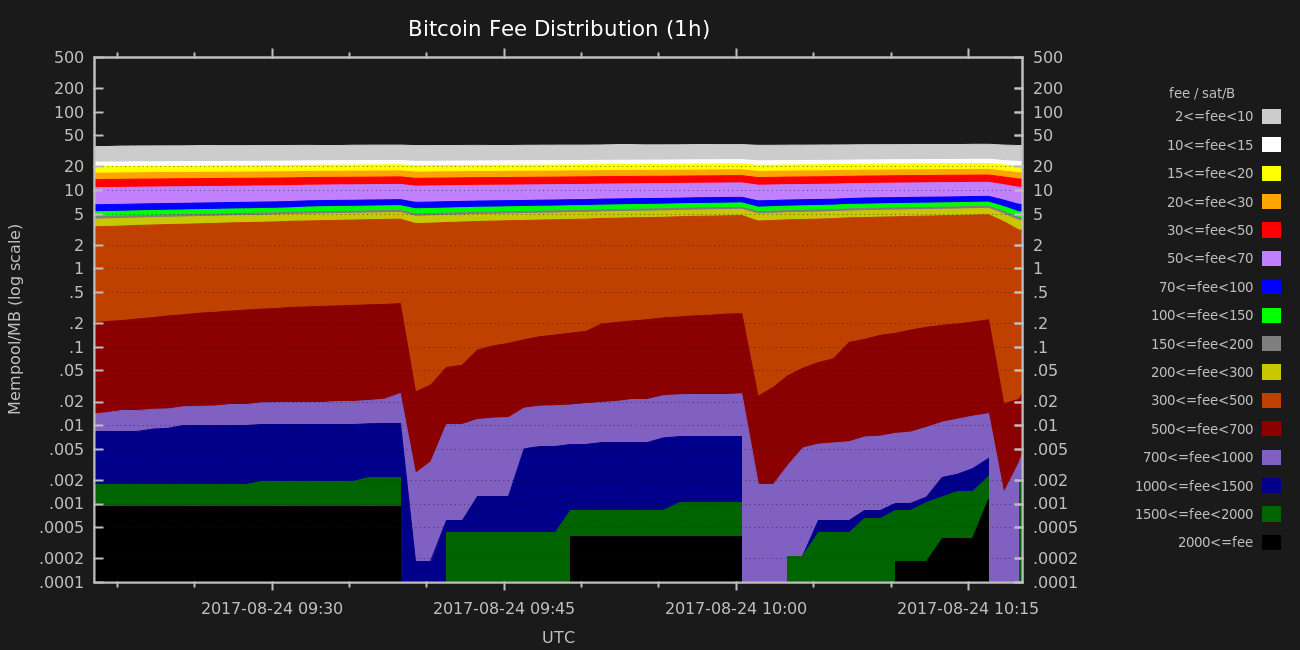 Bitcoin Fee Distribution (1h)
Mempool/MB (log scale)
500
200
100
50
20
10
5
2
1
.5
.2
.1
.05
.02
.01
.005
.002
.001
.0005
.0002
.0001
500
200
100
50
20
10
5
2
1
.5
.2
.1
.05
.02
.01
.005
.002
.001
.0005
.0002
.0001
fee / sat/B
2<=fee<10
10<=fee<15
15<=fee<20
20<=fee<30
30<=fee<50
50<=fee<70
70<=fee<100
100<=fee<150
150<=fee<200
200<=fee<300
300<=fee<500
500<=fee<700
700<=fee<1000
1000<=fee<1500
1500<=fee<2000
2000<=fee
2017-08-24 09:30 2017-08-24 09:45 2017-08-24 10:00 2017-08-24 10:15
UTC